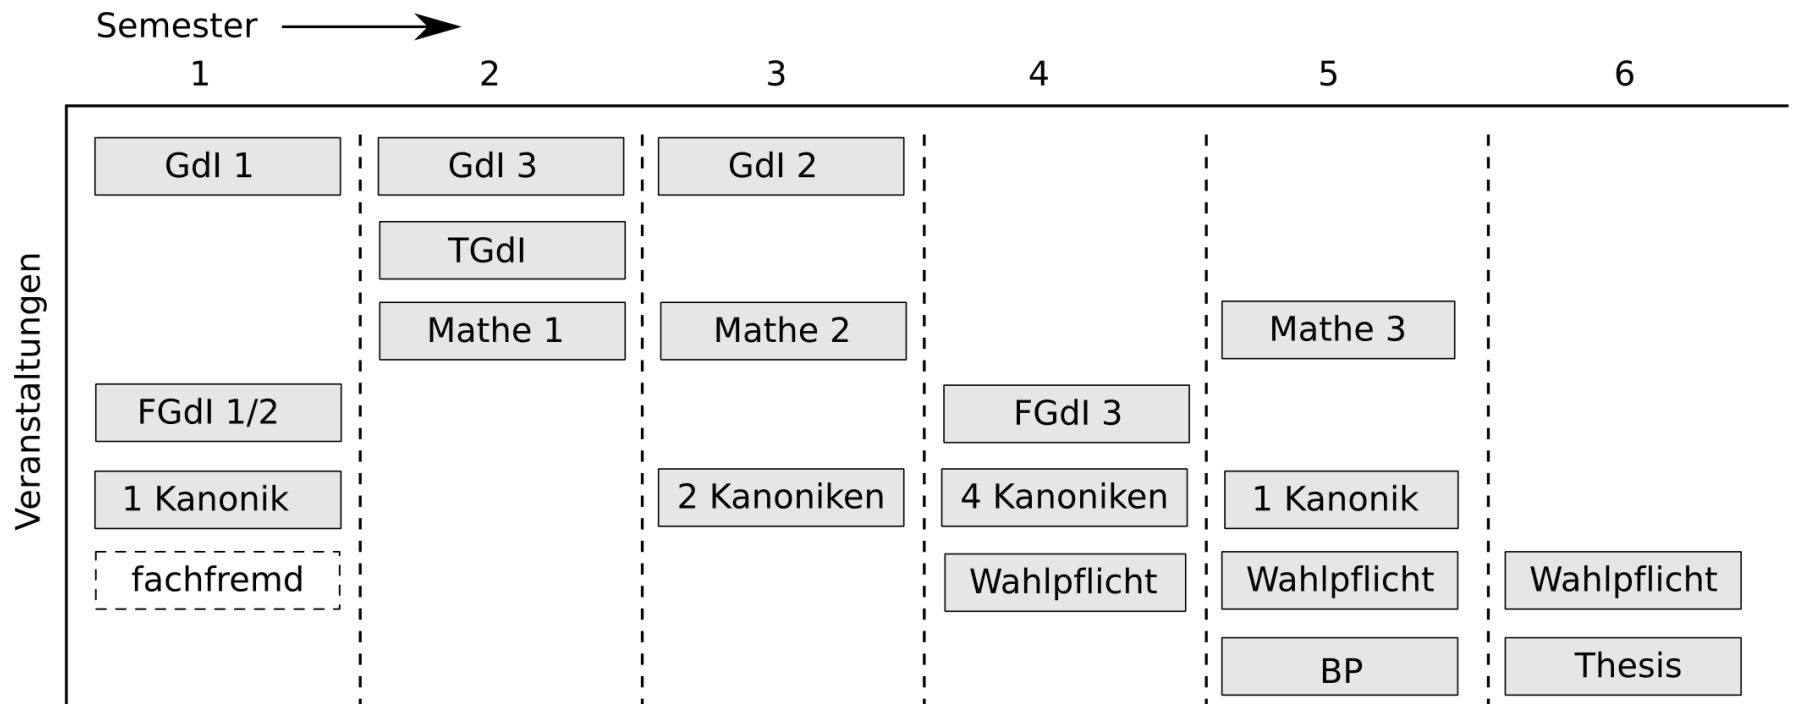 Semester
1 2 3 4 5 6
Veranstaltungen
GdI 1 GdI 3 GdI 2
TGdI
Mathe 1 Mathe 2 Mathe 3
FGdI 1/2 FGdI 3
1 Kanonik 2 Kanoniken 4 Kanoniken 1 Kanonik
fachfremd Wahlpflicht Wahlpflicht Wahlpflicht
BP Thesis